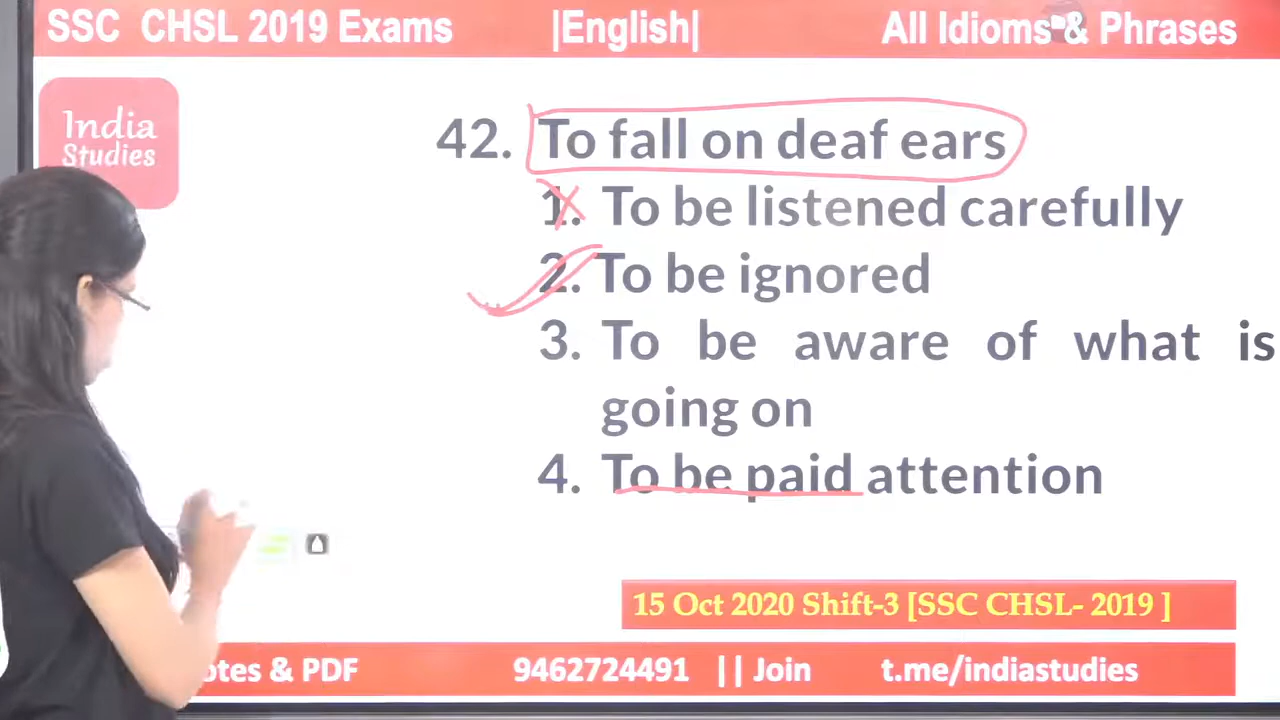 SSC CHSL 2019 Exams |English| All Idioms & Phrases
India
Studies
42. To fall on deaf ears
1. To be listened carefully
2. To be ignored
3. To be aware of what is
going on
4. To be paid attention
15 Oct 2020 Shift-3 [SSC CHSL- 2019 ]
& PDF 9462724491 || Join t.me/indiastudies